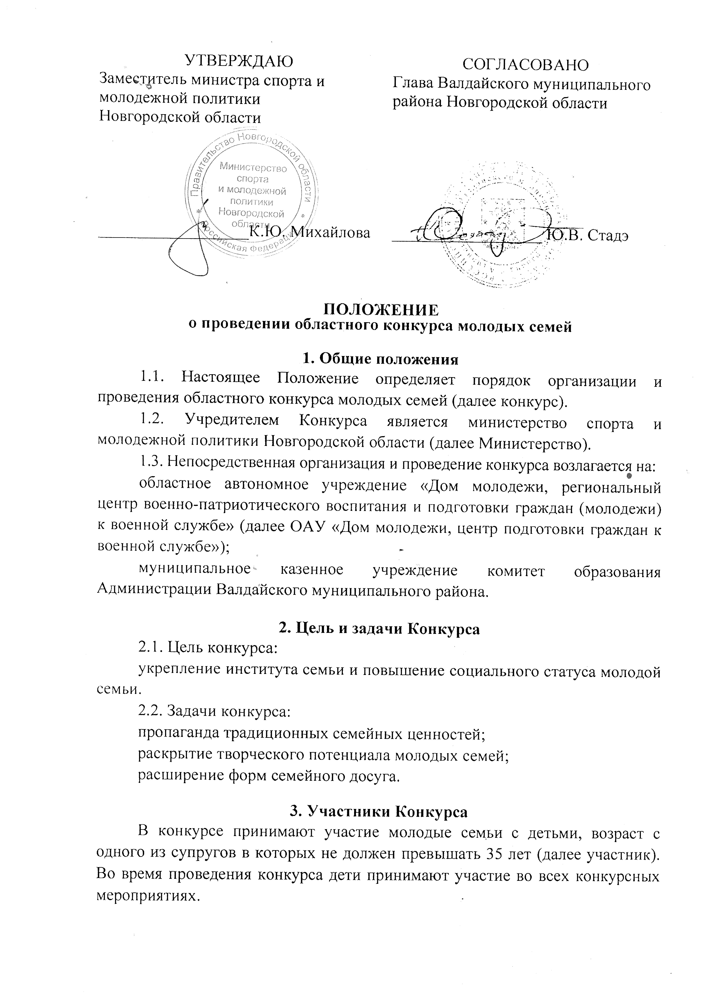 УТВЕРЖДАЮ
Заместитель министра спорта и
молодежной политики
Новгородской области
СОГЛАСОВАНО
Глава Валдайского муниципального
района Новгородской области
Правительство Новгородской области
* Российская Федерация *
Министерство
спорта
и молодежной
политики
Новгородской
области
К.Ю. Михайлова
Ю.В. Стадэ
ПОЛОЖЕНИЕ
о проведении областного конкурса молодых семей
1. Общие положения
1.1. Настоящее Положение определяет порядок организации и
проведения областного конкурса молодых семей (далее конкурс).
1.2. Учредителем Конкурса является министерство спорта и
молодежной политики Новгородской области (далее Министерство).
1.3. Непосредственная организация и проведение конкурса возлагается на:
областное автономное учреждение «Дом молодежи, региональный
центр военно-патриотического воспитания и подготовки граждан (молодежи)
к военной службе» (далее ОАУ «Дом молодежи, центр подготовки граждан к
военной службе»);
муниципальное казенное учреждение комитет образования
Администрации Валдайского муниципального района.
2. Цель и задачи Конкурса
2.1. Цель конкурса:
укрепление института семьи и повышение социального статуса молодой
семьи.
2.2. Задачи конкурса:
пропаганда традиционных семейных ценностей;
раскрытие творческого потенциала молодых семей;
расширение форм семейного досуга.
3. Участники Конкурса
В конкурсе принимают участие молодые семьи с детьми, возраст с
одного из супругов в которых не должен превышать 35 лет (далее участник).
Во время проведения конкурса дети принимают участие во всех конкурсных
мероприятиях.